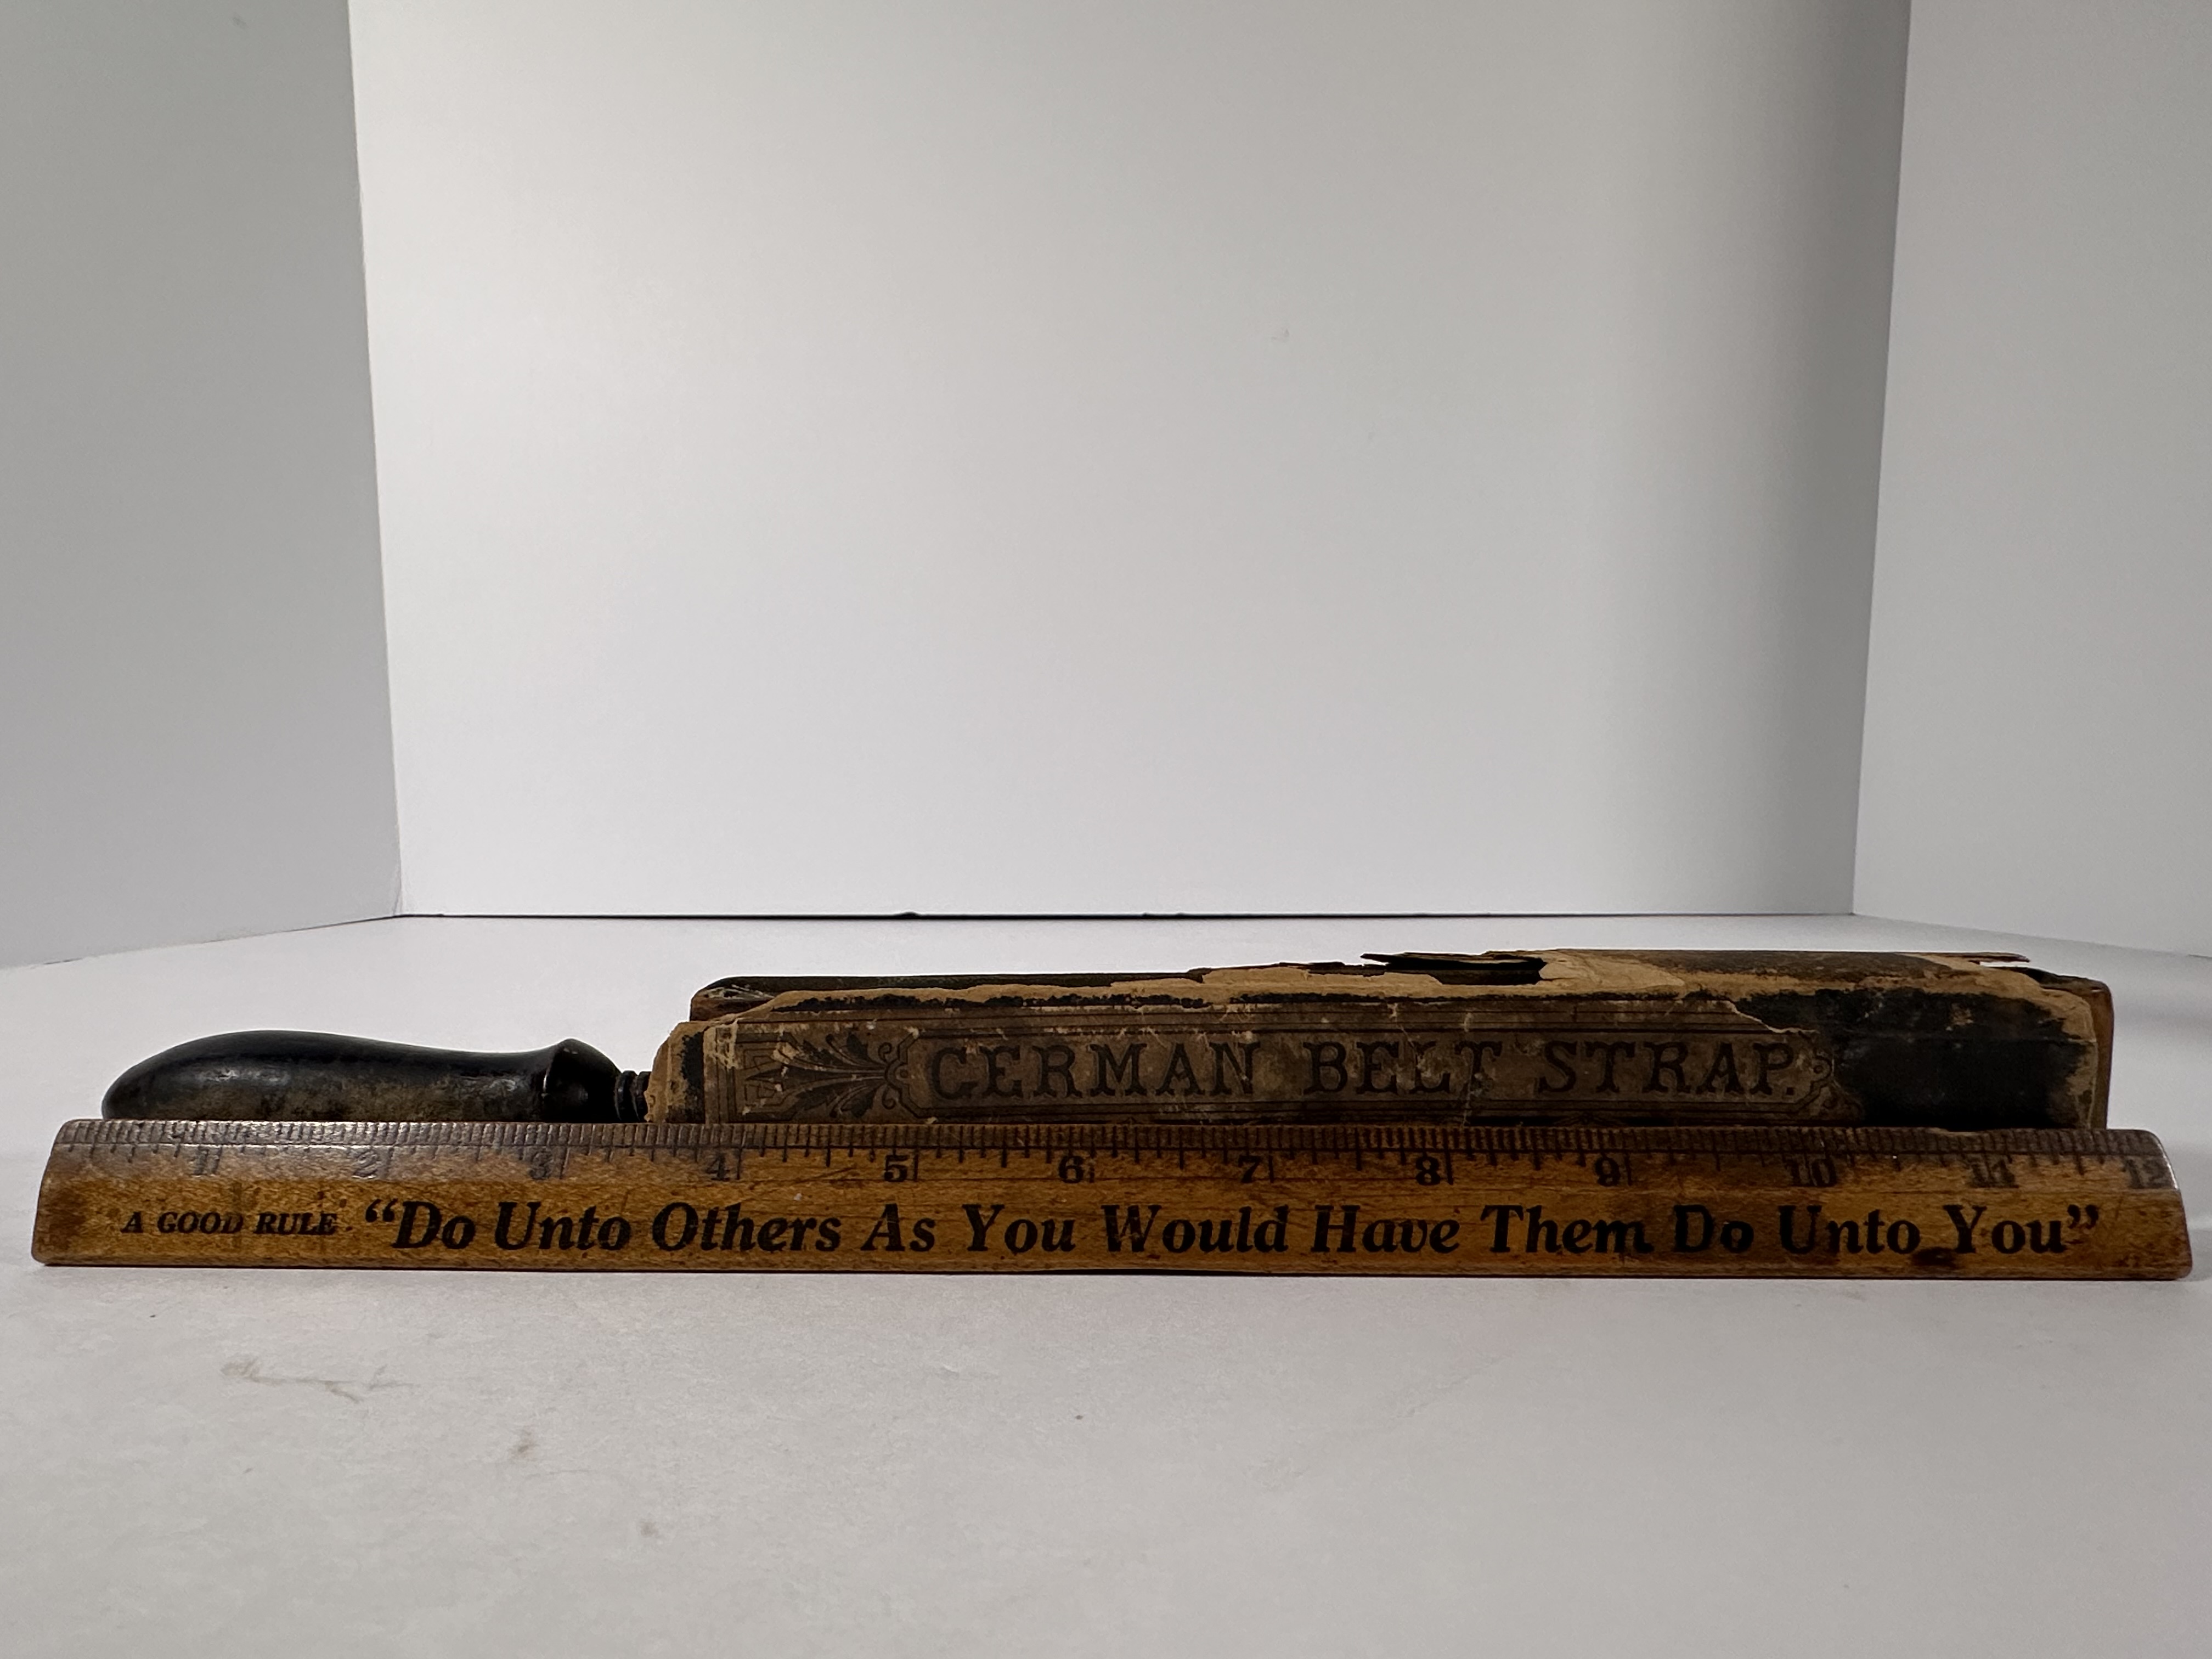 GERMAN BELT STRAP.
1 2 3 4 5 6 7 8 9 10 11 12
A GOOD RULE “Do Unto Others As You Would Have Them Do Unto You”